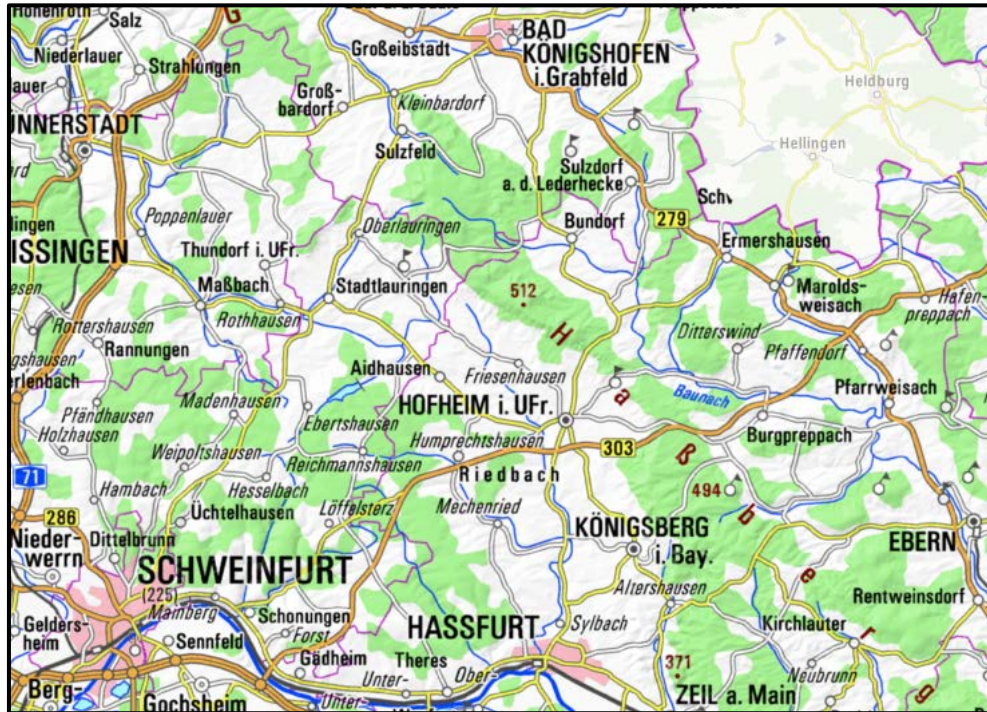 Hohenroth
Salz
G
Großeibstadt
BAD
KÖNIGSHOFEN
i.Grabfeld
Niederlauer
Strahlungen
Groß-
bardorf
Kleinbardorf
Heldburg
Sulzfeld
Hellingen
Sulzdorf
a. d. Lederhecke
Poppenlauer
Oberlauringen
Bundorf
279
Ermershausen
Thundorf i. UFr.
Maßbach
Stadtlauringen
Rothhausen
512
H
Marolds-
weisach
Hafen-
preppach
Rottershausen
Rannungen
Ditterswind
Pfaffendorf
Aidhausen
Friesenhausen
a
Baunach
Pfarrweisach
Pfändhausen
Madenhausen
HOFHEIM i. UFr.
Ebertshausen
Holzhausen
Humprechtshausen
Burgpreppach
Weipoltshausen
Reichmannshausen
303
ß
71
Riedbach
Hambach
Hesselbach
494
Üchtelhausen
Löffelsterz
Mechenried
b
286
Nieder-
werrn
Dittelbrunn
KÖNIGSBERG
i. Bay.
EBERN
SCHWEINFURT
(225)
Mainberg
Altershausen
e
Rentweinsdorf
Schonungen
Gelders-
heim
Sennfeld
Forst
HASSFURT
Sylbach
Kirchlauter
r
Gädheim
Theres
371
Neubrunn
Berg-
Gochsheim
Unter-
Unter-
Ober-
ZEIL a. Main
g